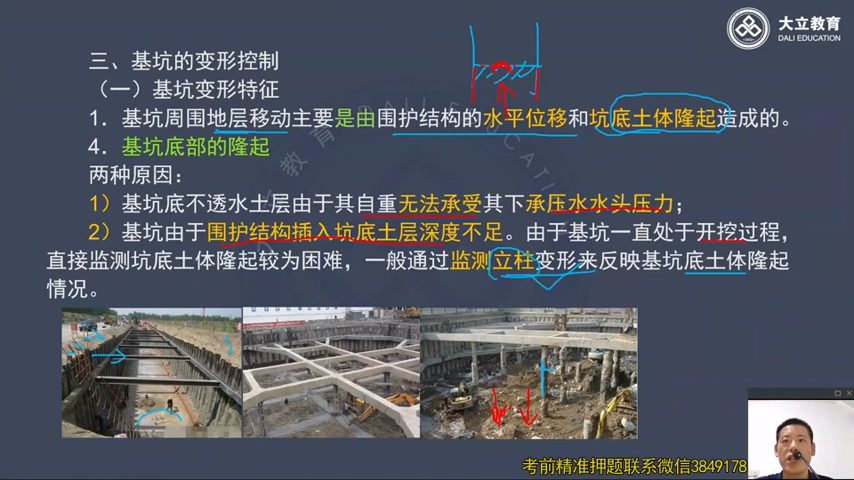 大立教育
DALI EDUCATION
三、基坑的变形控制
（一）基坑变形特征
1．基坑周围地层移动主要是由围护结构的水平位移和坑底土体隆起造成的。
4．基坑底部的隆起
两种原因：
1）基坑底不透水土层由于其自重无法承受其下承压水水头压力；
2）基坑由于围护结构插入坑底土层深度不足。由于基坑一直处于开挖过程，
直接监测坑底土体隆起较为困难，一般通过监测立柱变形来反映基坑底土体隆起
情况。
考前精准押题联系微信3849178